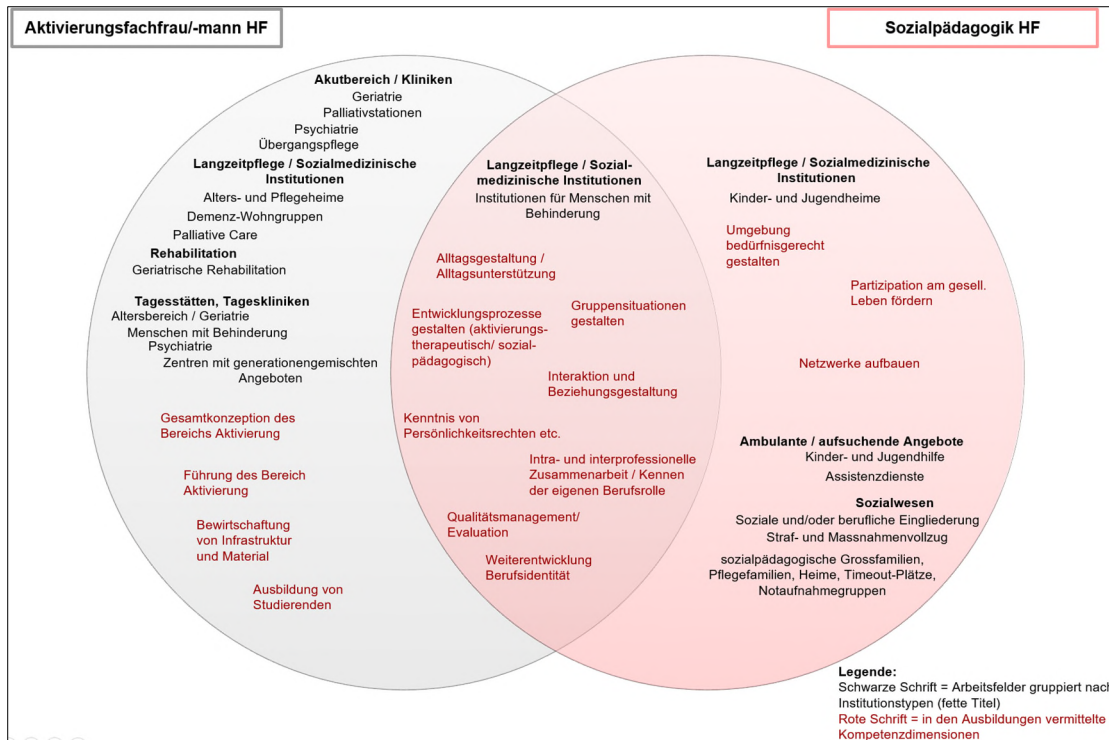 Aktivierungsfachfrau/-mann HF
Sozialpädagogik HF
Akutbereich / Kliniken
Geriatrie
Palliativstationen
Psychiatrie
Übergangspflege
Langzeitpflege / Sozialmedizinische
Institutionen
Alters- und Pflegeheime
Demenz-Wohngruppen
Palliative Care
Rehabilitation
Geriatrische Rehabilitation
Tagesstätten, Tageskliniken
Altersbereich / Geriatrie
Menschen mit Behinderung
Psychiatrie
Zentren mit generationengemischten
Angeboten
Gesamtkonzeption des
Bereichs Aktivierung
Führung des Bereich
Aktivierung
Bewirtschaftung
von Infrastruktur
und Material
Ausbildung von
Studierenden
Langzeitpflege / Sozial-
medizinische Institutionen
Institutionen für Menschen mit
Behinderung
Alltagsgestaltung /
Alltagsunterstützung
Gruppensituationen
gestalten
Entwicklungsprozesse
gestalten (aktivierungs-
therapeutisch/ sozial-
pädagogisch)
Interaktion und
Beziehungsgestaltung
Kenntnis von
Persönlichkeitsrechten etc.
Intra- und interprofessionelle
Zusammenarbeit / Kennen
der eigenen Berufsrolle
Qualitätsmanagement/
Evaluation
Weiterentwicklung
Berufsidentität
Langzeitpflege / Sozialmedizinische
Institutionen
Kinder- und Jugendheime
Umgebung
bedürfnisgerecht
gestalten
Partizipation am gesell.
Leben fördern
Netzwerke aufbauen
Ambulante / aufsuchende Angebote
Kinder- und Jugendhilfe
Assistenzdienste
Sozialwesen
Soziale und/oder berufliche Eingliederung
Straf- und Massnahmenvollzug
sozialpädagogische Grossfamilien,
Pflegefamilien, Heime, Timeout-Plätze,
Notaufnahmegruppen
Legende:
Schwarze Schrift = Arbeitsfelder gruppiert nach
Institutionstypen (fette Titel)
Rote Schrift = in den Ausbildungen vermittelte
Kompetenzdimensionen